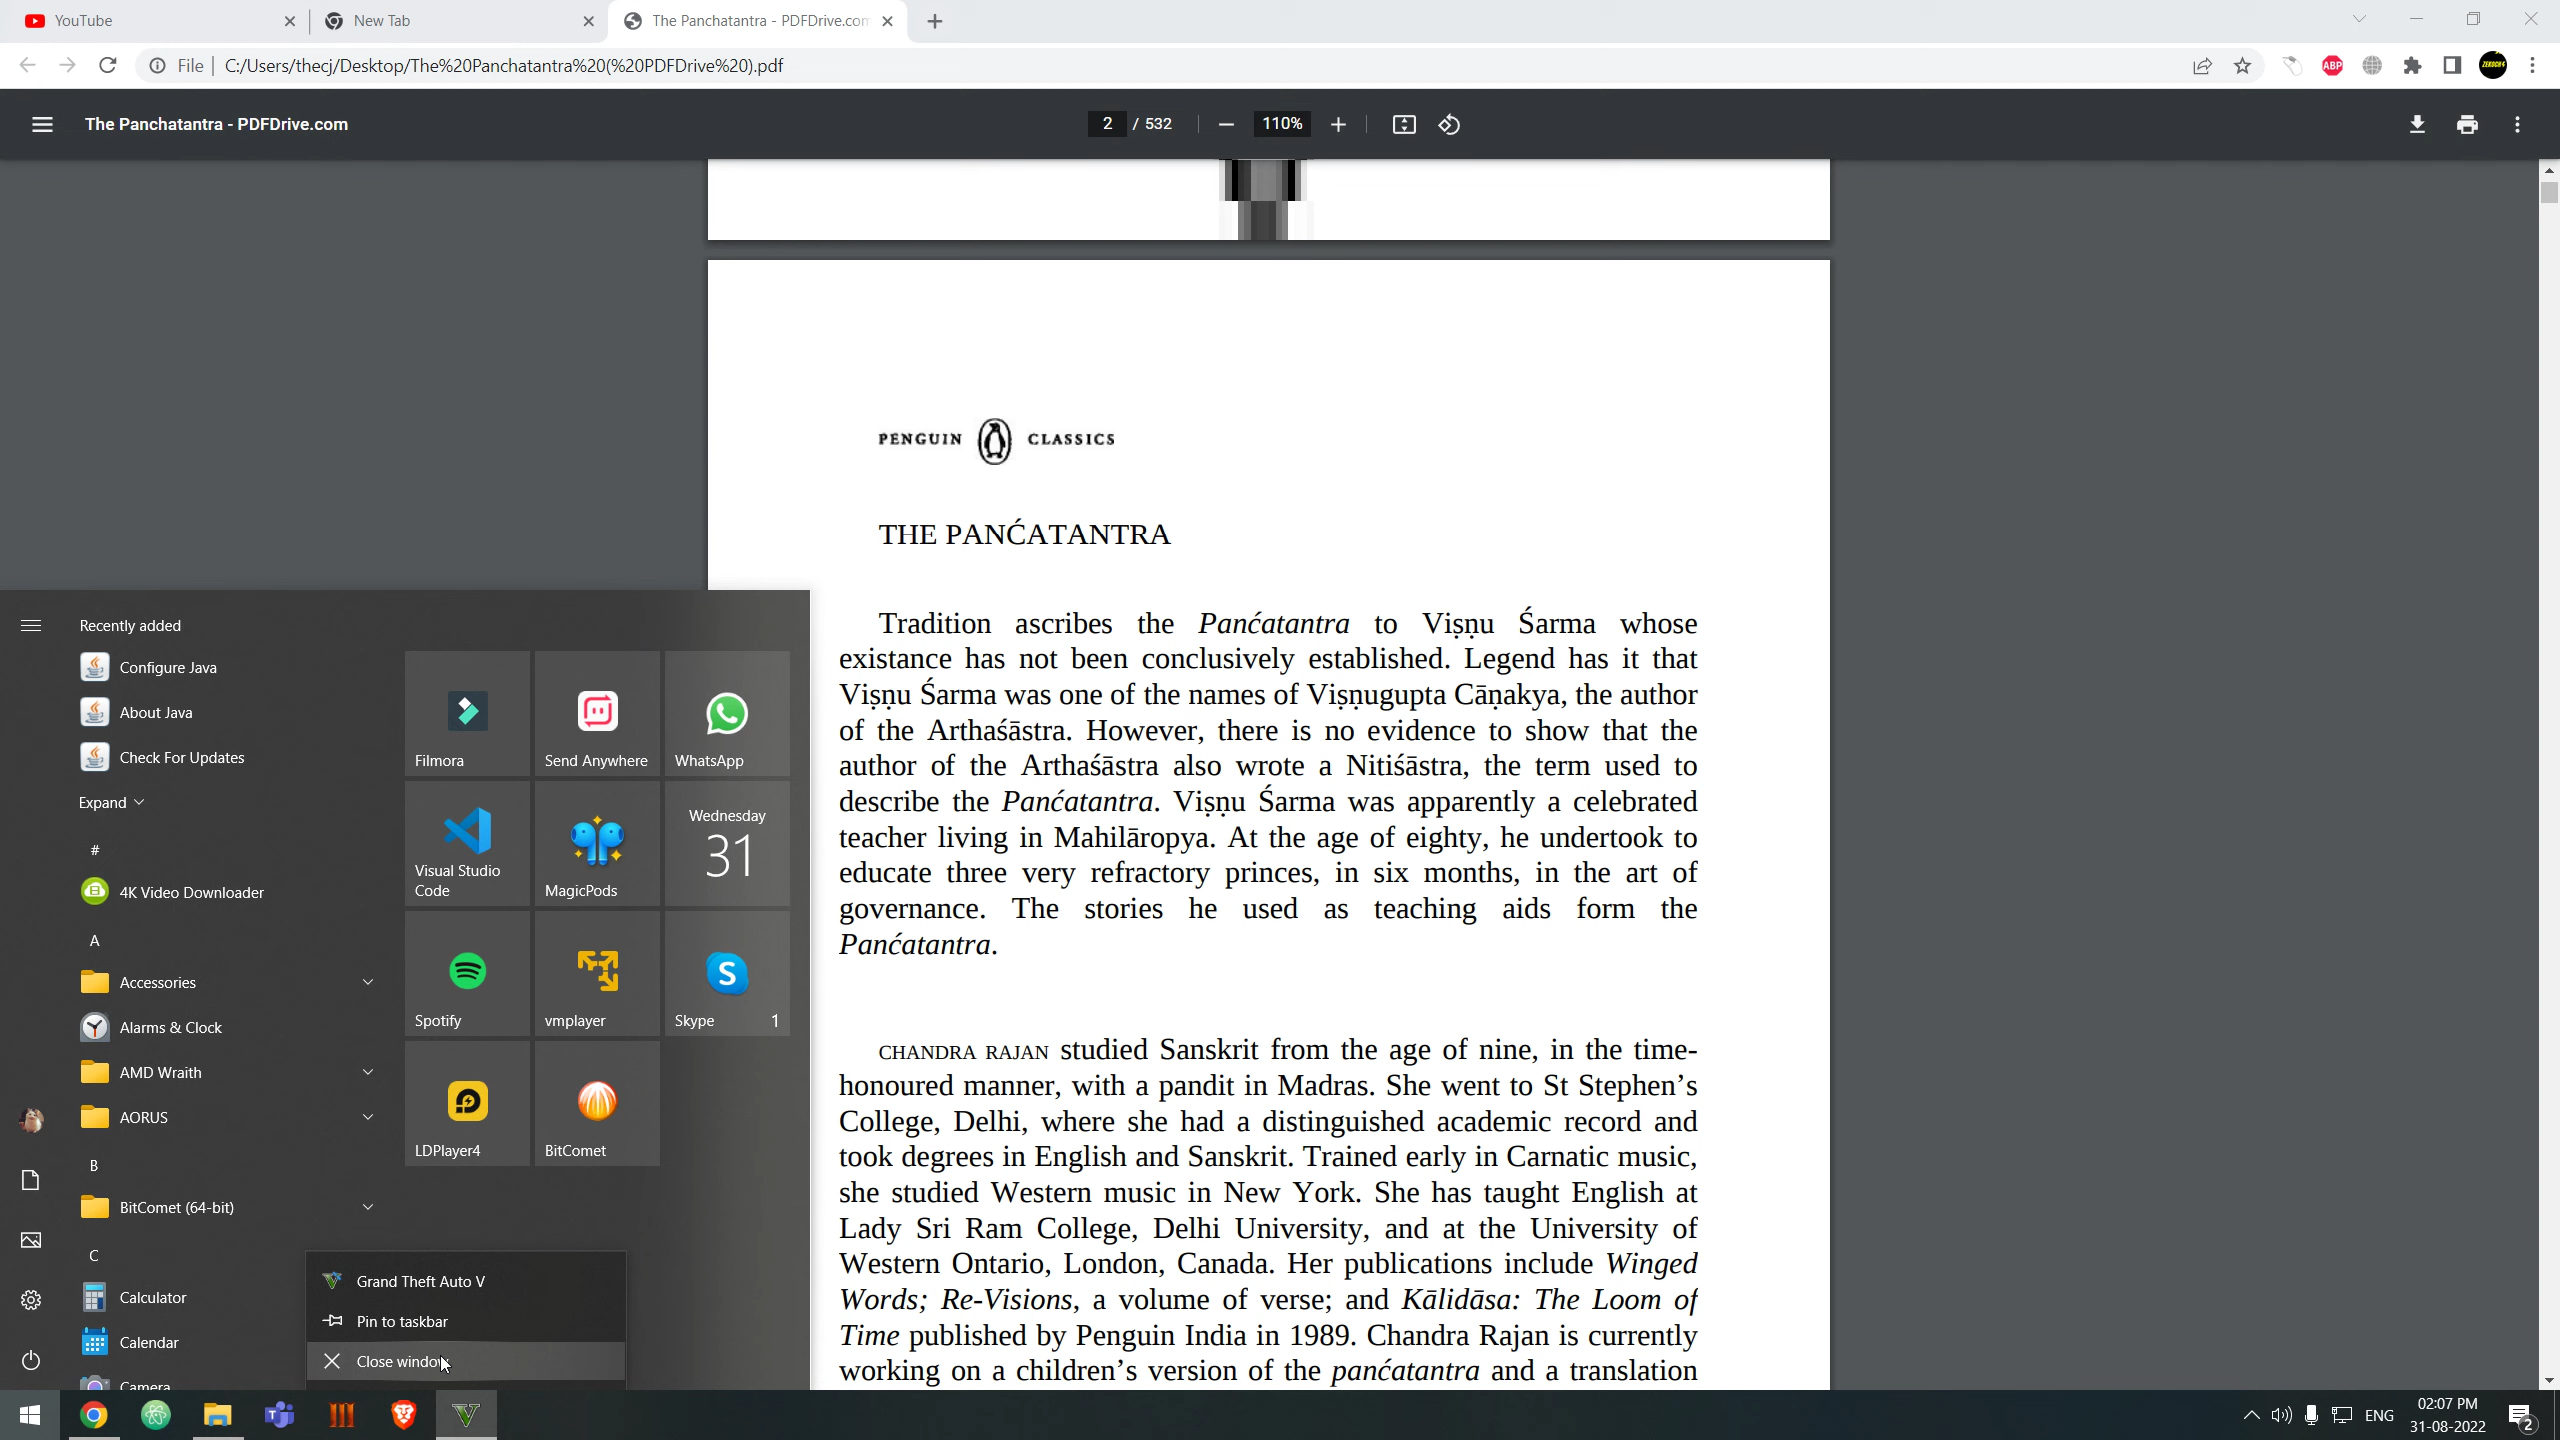 YouTube
New Tab
The Panchatantra - PDFDrive.com
File
C:/Users/thecj/Desktop/The%20Panchatantra%20(%20PDFDrive%20).pdf
ABP
The Panchatantra - PDFDrive.com
2 / 532
110%
PENGUIN CLASSICS
THE PANĆATANTRA
Tradition ascribes the Panćatantra to Viṣṇu Śarma whose
existance has not been conclusively established. Legend has it that
Viṣṇu Śarma was one of the names of Viṣṇugupta Cāṇakya, the author
of the Arthaśāstra. However, there is no evidence to show that the
author of the Arthaśāstra also wrote a Nitiśāstra, the term used to
describe the Panćatantra. Viṣṇu Śarma was apparently a celebrated
teacher living in Mahilāropya. At the age of eighty, he undertook to
educate three very refractory princes, in six months, in the art of
governance. The stories he used as teaching aids form the
Panćatantra.
CHANDRA RAJAN studied Sanskrit from the age of nine, in the time-
honoured manner, with a pandit in Madras. She went to St Stephen’s
College, Delhi, where she had a distinguished academic record and
took degrees in English and Sanskrit. Trained early in Carnatic music,
she studied Western music in New York. She has taught English at
Lady Sri Ram College, Delhi University, and at the University of
Western Ontario, London, Canada. Her publications include Winged
Words; Re-Visions, a volume of verse; and Kālidāsa: The Loom of
Time published by Penguin India in 1989. Chandra Rajan is currently
working on a children’s version of the panćatantra and a translation
Recently added
Configure Java
About Java
Check For Updates
Expand
#
4K Video Downloader
A
Accessories
Alarms & Clock
AMD Wraith
AORUS
B
BitComet (64-bit)
C
Calculator
Calendar
Camera
Filmora
Send Anywhere
WhatsApp
Visual Studio
Code
MagicPods
Wednesday
31
Spotify
vmplayer
Skype 1
LDPlayer4
BitComet
Grand Theft Auto V
Pin to taskbar
Close window
ENG
02:07 PM
31-08-2022
2